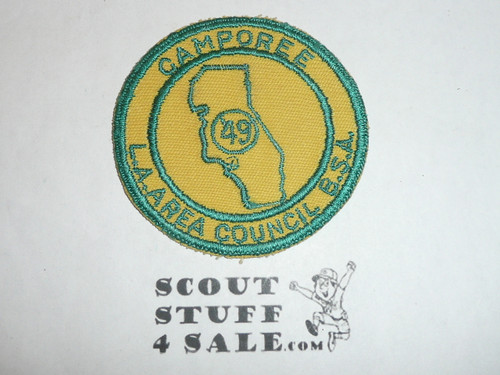 CAMPOREE
49
L.A. AREA COUNCIL B.S.A.
SCOUT
STUFF
4 SALE.COM